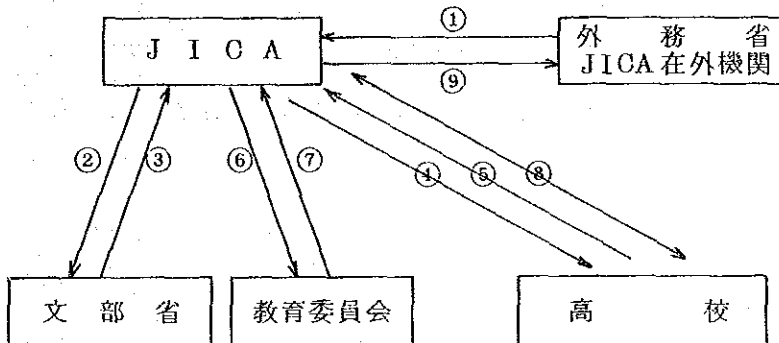 ①
J I C A
外 務 省
JICA在外機関
⑨
② ③ ⑥ ⑦ ④ ⑤ ⑧
文 部 省
教育委員会
高 校